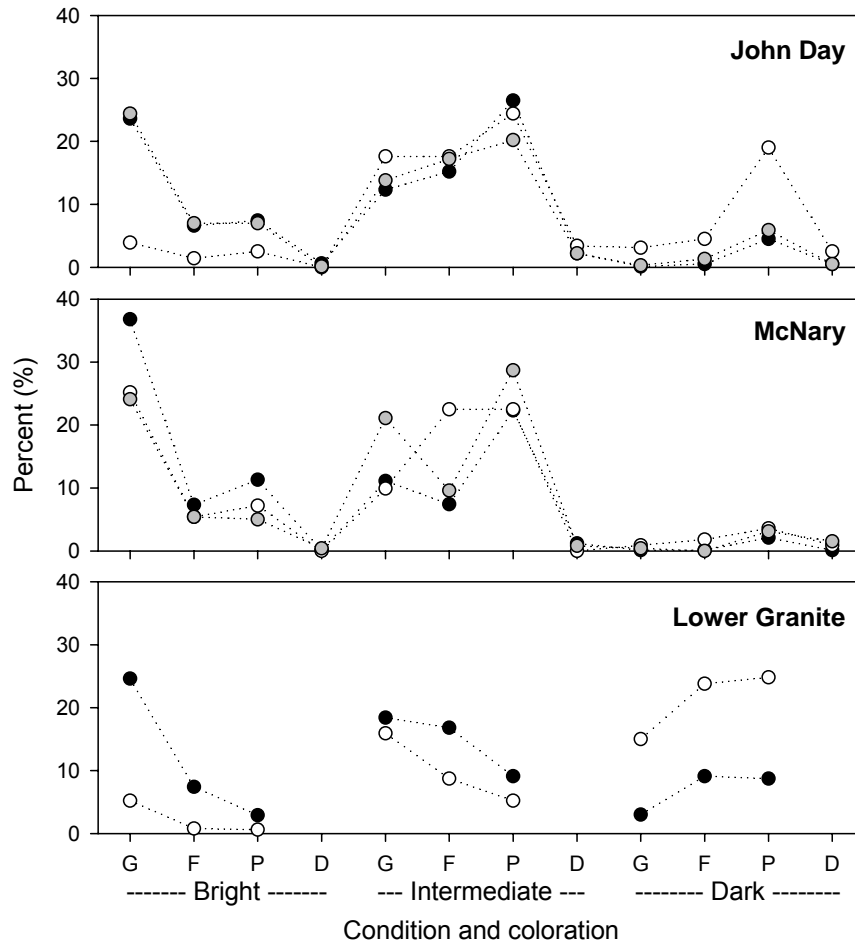 40
John Day
30
20
10
0
40
McNary
30
20
10
0
Percent (%)
40
Lower Granite
30
20
10
0
G F P D G F P D G F P D
------- Bright ------- --- Intermediate --- -------- Dark --------
Condition and coloration